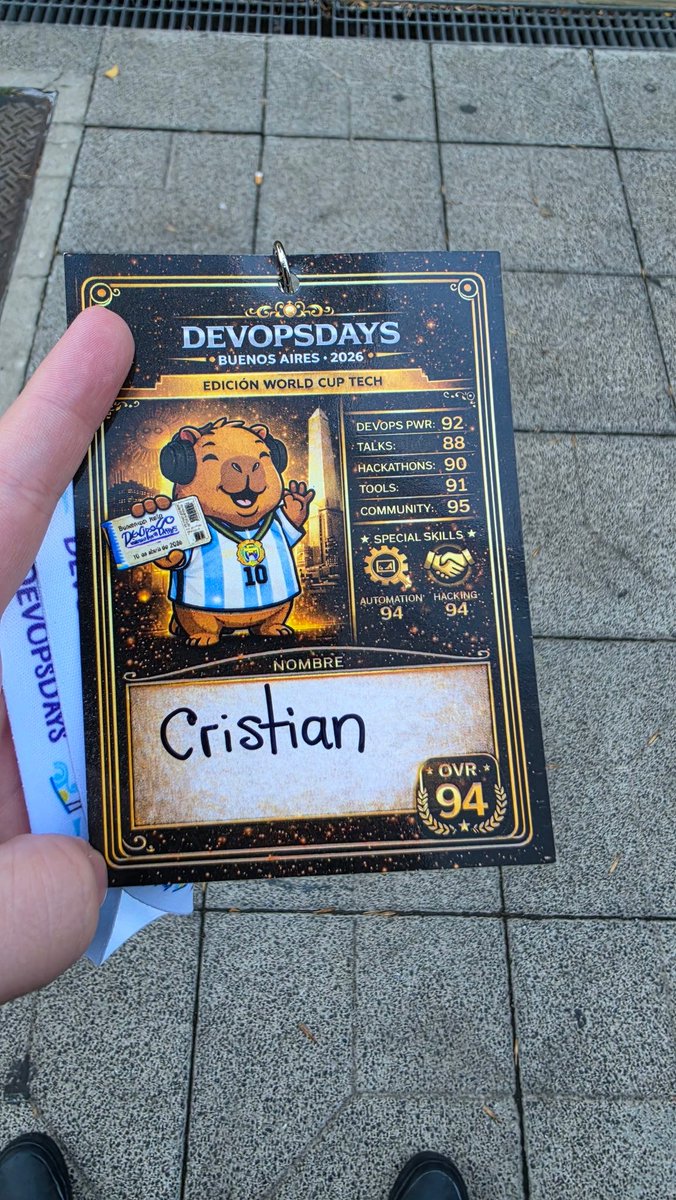 DEVOPSDAYS
BUENOS AIRES • 2026
EDICIÓN WORLD CUP TECH
DEVOPS PWR: 92
TALKS: 88
HACKATHONS: 90
TOOLS: 91
COMMUNITY: 95
★ SPECIAL SKILLS ★
AUTOMATION
94
HACKING
94
10
NOMBRE
Cristian
★ OVR ★
94
DEVOPSDAYS